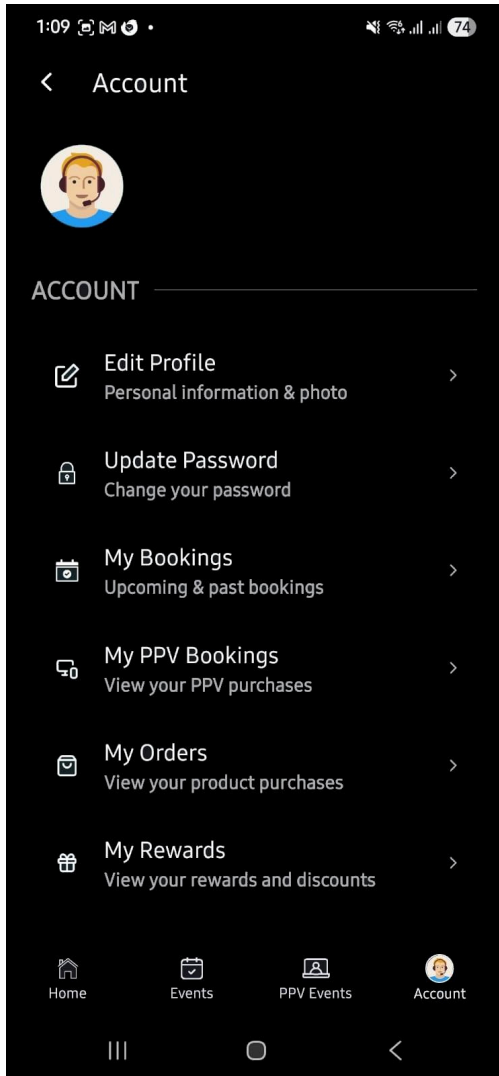 1:09
74
Account
ACCOUNT
Edit Profile
Personal information & photo
Update Password
Change your password
My Bookings
Upcoming & past bookings
My PPV Bookings
View your PPV purchases
My Orders
View your product purchases
My Rewards
View your rewards and discounts
Home Events PPV Events Account